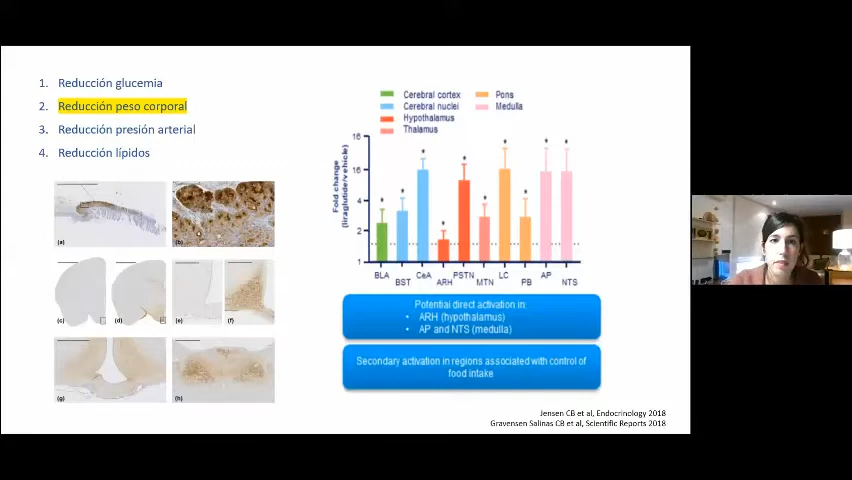 1. Reducción glucemia
2. Reducción peso corporal
3. Reducción presión arterial
4. Reducción lípidos
(a)
(b)
(c)
(d)
(e)
(f)
(g)
(h)
Cerebral cortex
Cerebral nuclei
Hypothalamus
Thalamus
Pons
Medulla
Fold change
(liraglutide/vehicle)
16
16
4
2
1
* * * * * * * * * *
BLA BST CeA ARH PSTN MTN LC PB AP NTS
Potential direct activation in:
• ARH (hypothalamus)
• AP and NTS (medulla)
Secondary activation in regions associated with control of
food intake
Jensen CB et al, Endocrinology 2018
Gravensen Salinas CB et al, Scientific Reports 2018